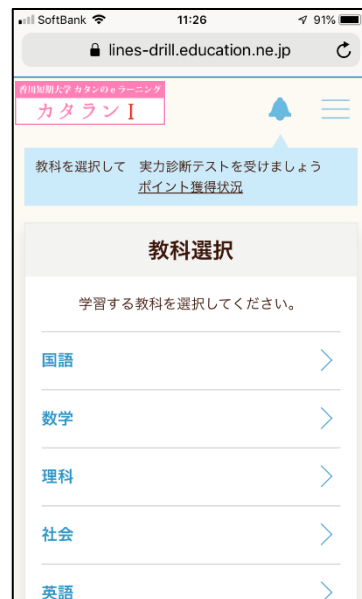 SoftBank 11:26 91%
lines-drill.education.ne.jp
香川短期大学 カタンのeラーニング
カタランⅠ
教科を選択して 実力診断テストを受けましょう
ポイント獲得状況
教科選択
学習する教科を選択してください。
国語
数学
理科
社会
英語